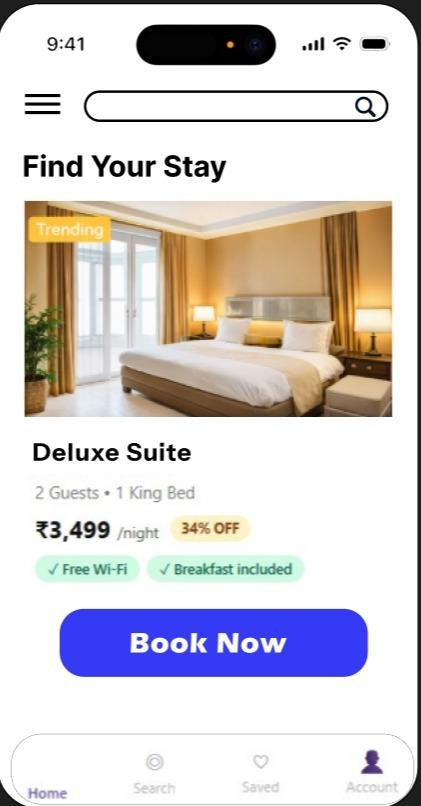 9:41
Find Your Stay
Trending
Deluxe Suite
2 Guests • 1 King Bed
₹3,499 /night 34% OFF
✓ Free Wi-Fi ✓ Breakfast included
Book Now
Home Search Saved Account